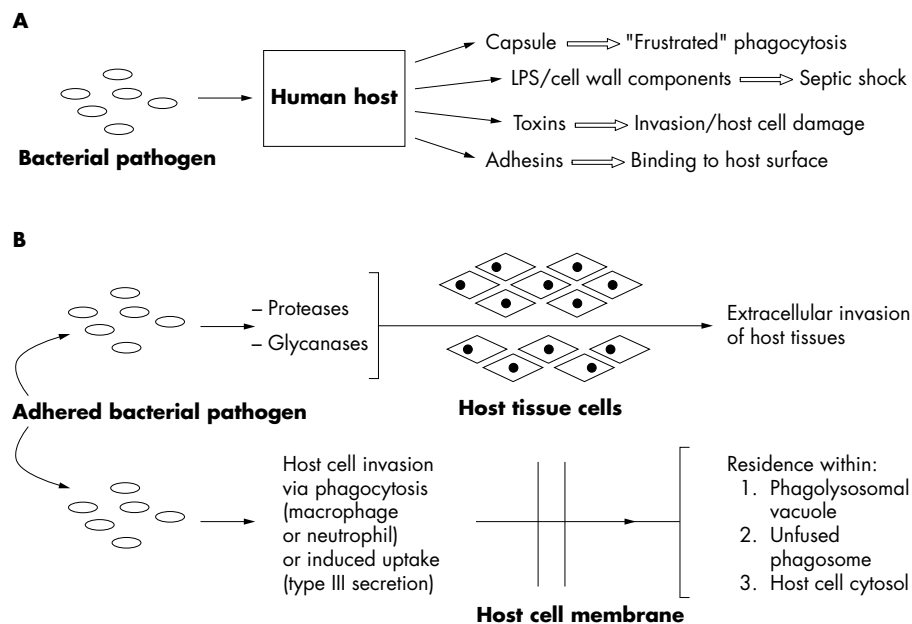 A
Bacterial pathogen
Human host
Capsule "Frustrated" phagocytosis
LPS/cell wall components Septic shock
Toxins Invasion/host cell damage
Adhesins Binding to host surface
B
– Proteases
– Glycanases
Host tissue cells
Extracellular invasion
of host tissues
Adhered bacterial pathogen
Host cell invasion
via phagocytosis
(macrophage
or neutrophil)
or induced uptake
(type III secretion)
Host cell membrane
Residence within:
1. Phagolysosomal
vacuole
2. Unfused
phagosome
3. Host cell cytosol